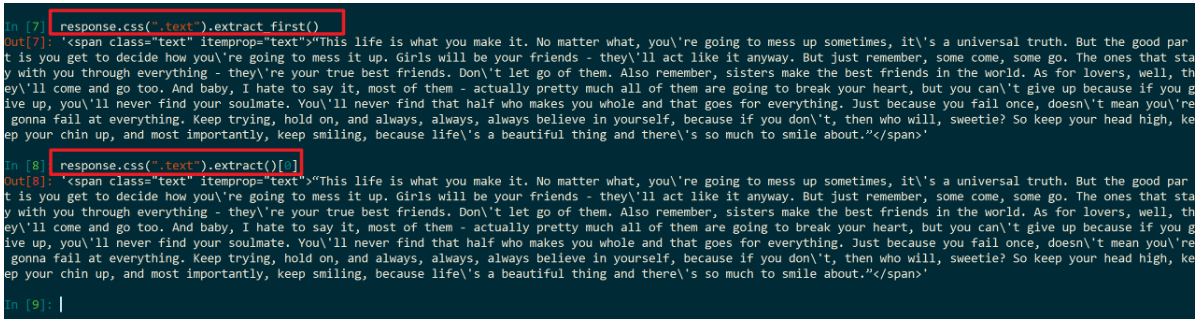 In [7]: response.css(".text").extract_first()
Out[7]: '<span class="text" itemprop="text">“This life is what you make it. No matter what, you\'re going to mess up sometimes, it\'s a universal truth. But the good par
t is you get to decide how you\'re going to mess it up. Girls will be your friends - they\'ll act like it anyway. But just remember, some come, some go. The ones that sta
y with you through everything - they\'re your true best friends. Don\'t let go of them. Also remember, sisters make the best friends in the world. As for lovers, well, th
ey\'ll come and go too. And baby, I hate to say it, most of them - actually pretty much all of them are going to break your heart, but you can\'t give up because if you g
ive up, you\'ll never find your soulmate. You\'ll never find that half who makes you whole and that goes for everything. Just because you fail once, doesn\'t mean you\'re
gonna fail at everything. Keep trying, hold on, and always, always, always believe in yourself, because if you don\'t, then who will, sweetie? So keep your head high, ke
ep your chin up, and most importantly, keep smiling, because life\'s a beautiful thing and there\'s so much to smile about.”</span>'
In [8]: response.css(".text").extract()[0]
Out[8]: '<span class="text" itemprop="text">“This life is what you make it. No matter what, you\'re going to mess up sometimes, it\'s a universal truth. But the good par
t is you get to decide how you\'re going to mess it up. Girls will be your friends - they\'ll act like it anyway. But just remember, some come, some go. The ones that sta
y with you through everything - they\'re your true best friends. Don\'t let go of them. Also remember, sisters make the best friends in the world. As for lovers, well, th
ey\'ll come and go too. And baby, I hate to say it, most of them - actually pretty much all of them are going to break your heart, but you can\'t give up because if you g
ive up, you\'ll never find your soulmate. You\'ll never find that half who makes you whole and that goes for everything. Just because you fail once, doesn\'t mean you\'re
gonna fail at everything. Keep trying, hold on, and always, always, always believe in yourself, because if you don\'t, then who will, sweetie? So keep your head high, ke
ep your chin up, and most importantly, keep smiling, because life\'s a beautiful thing and there\'s so much to smile about.”</span>'
In [9]: